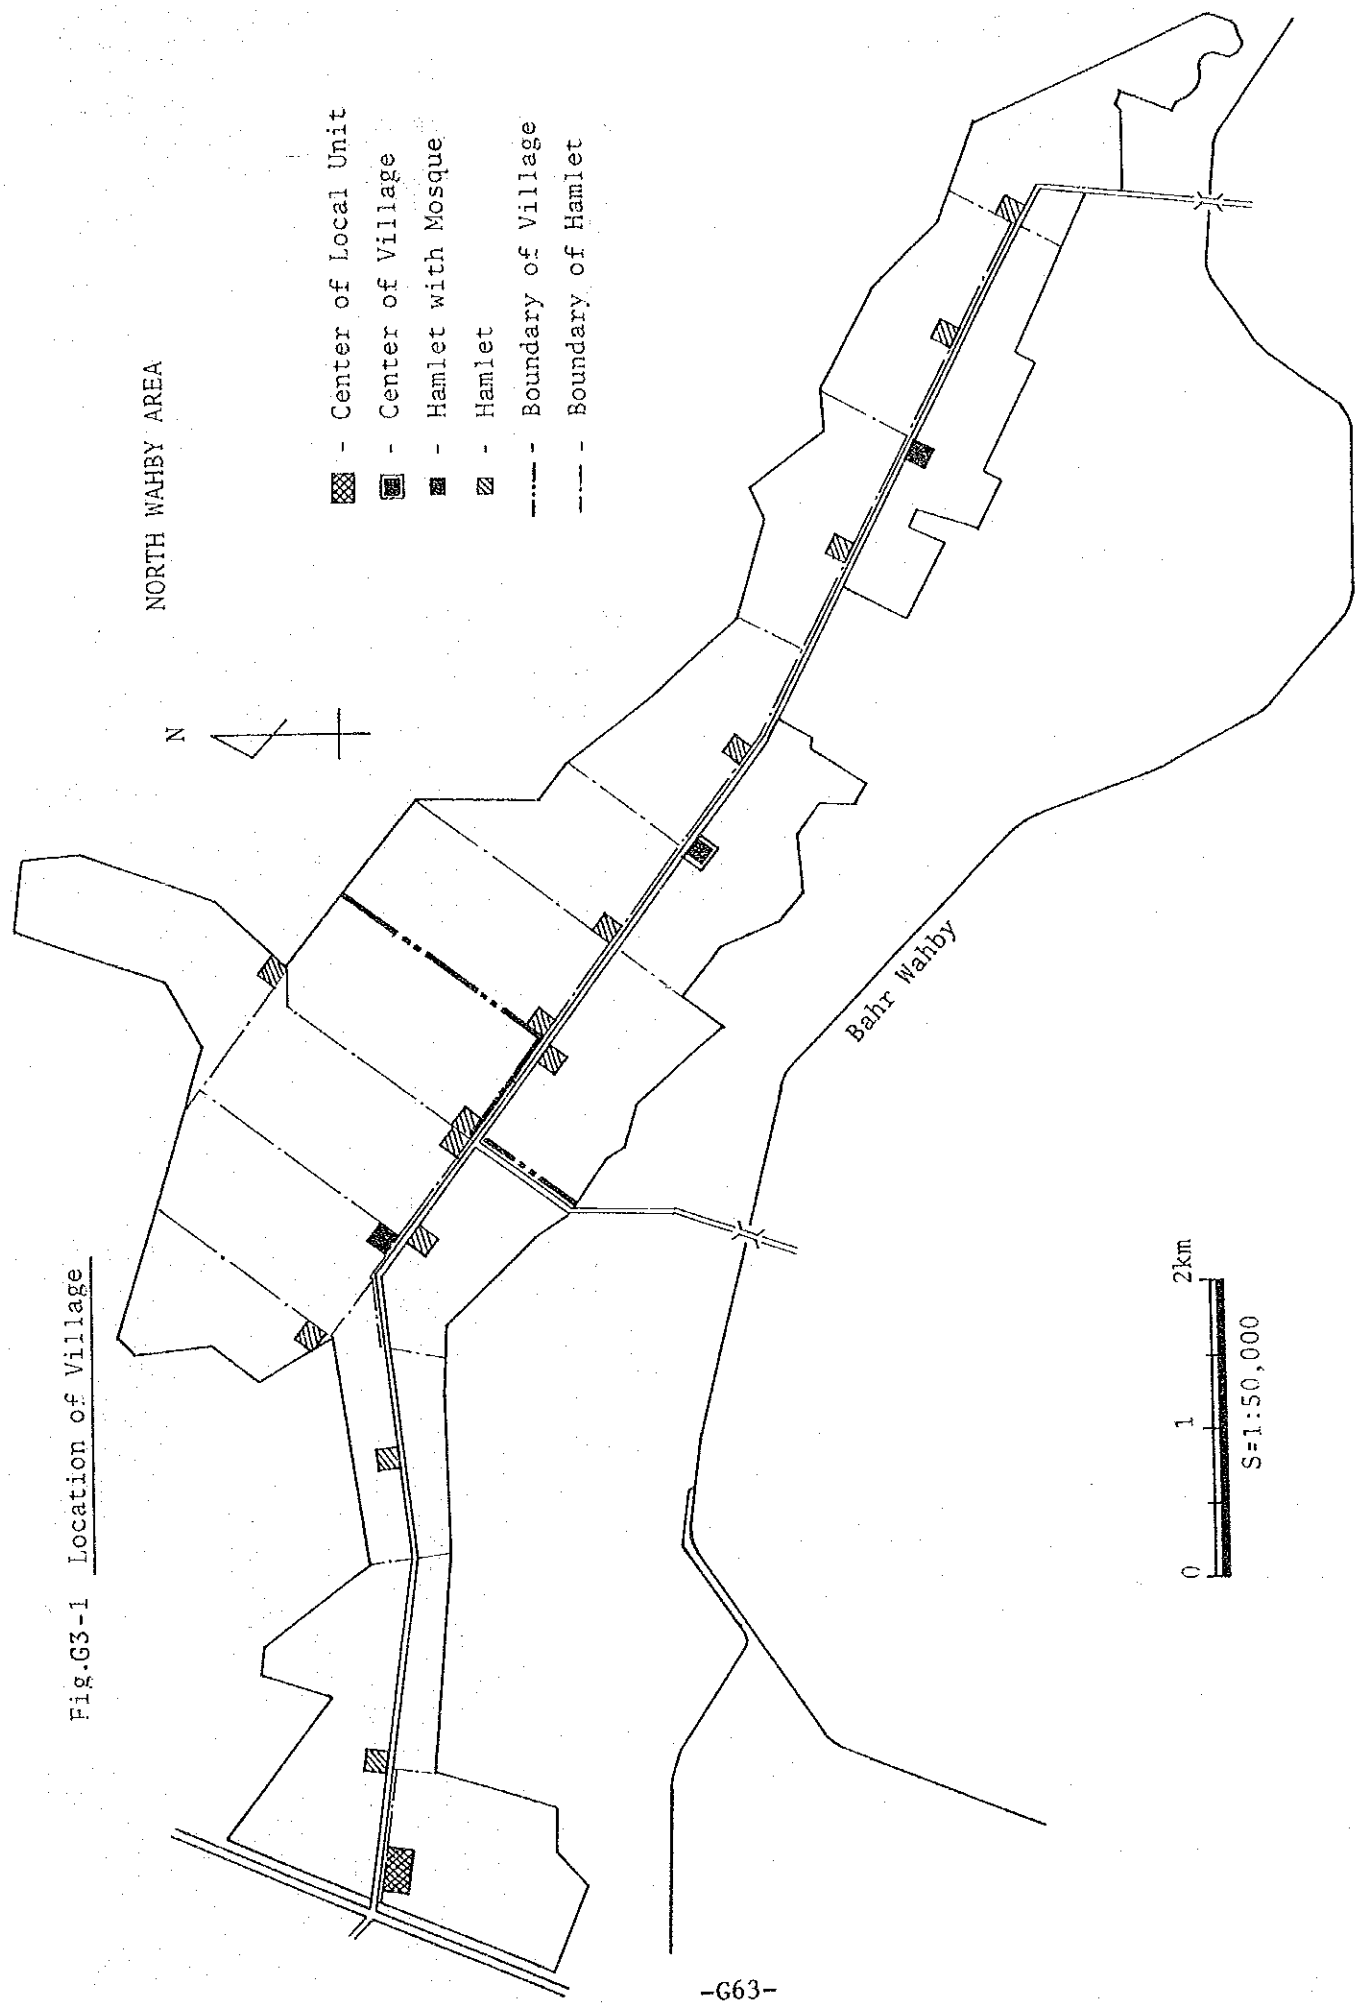 Fig.G3-1 Location of Village
NORTH WAHBY AREA
N
- Center of Local Unit
- Center of Village
- Hamlet with Mosque
- Hamlet
- Boundary of Village
- Boundary of Hamlet
Bahr Wahby
0 1 2km
S=1:50,000
-G63-